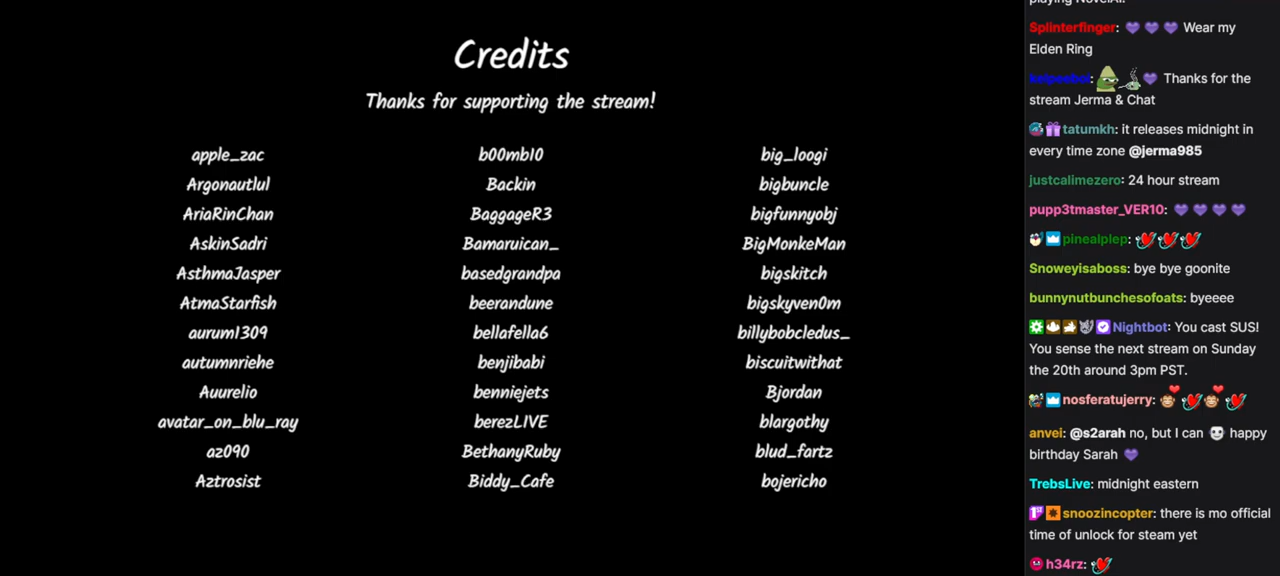 Credits
Thanks for supporting the stream!
apple_zac
Argonautlul
AriaRinChan
AskinSadri
AsthmaJasper
AtmaStarfish
aurum1309
autumnriehe
Auurelio
avatar_on_blu_ray
az090
Aztrosist
b00mb10
Backin
BaggageR3
Bamaruican_
basedgrandpa
beerandune
bellafella6
benjibabi
benniejets
berezLIVE
BethanyRuby
Biddy_Cafe
big_loogi
bigbuncle
bigfunnyobj
BigMonkeMan
bigskitch
bigskyven0m
billybobcledus_
biscuitwithat
Bjordan
blargothy
blud_fartz
bojericho
playing NovelAI!
Splinterfinger: 💜 💜 💜 Wear my
Elden Ring
: 💜 Thanks for the
stream Jerma & Chat
tatumkh: it releases midnight in
every time zone @jerma985
justcalimezero: 24 hour stream
pupp3tmaster_VER10: 💜 💜 💜 💜
pinealplep:
Snoweyisaboss: bye bye goonite
bunnynutbunchesofoats: byeeee
Nightbot: You cast SUS!
You sense the next stream on Sunday
the 20th around 3pm PST.
nosferatujerry:
anvei: @s2arah no, but I can happy
birthday Sarah 💜
TrebsLive: midnight eastern
snoozincopter: there is mo official
time of unlock for steam yet
h34rz: